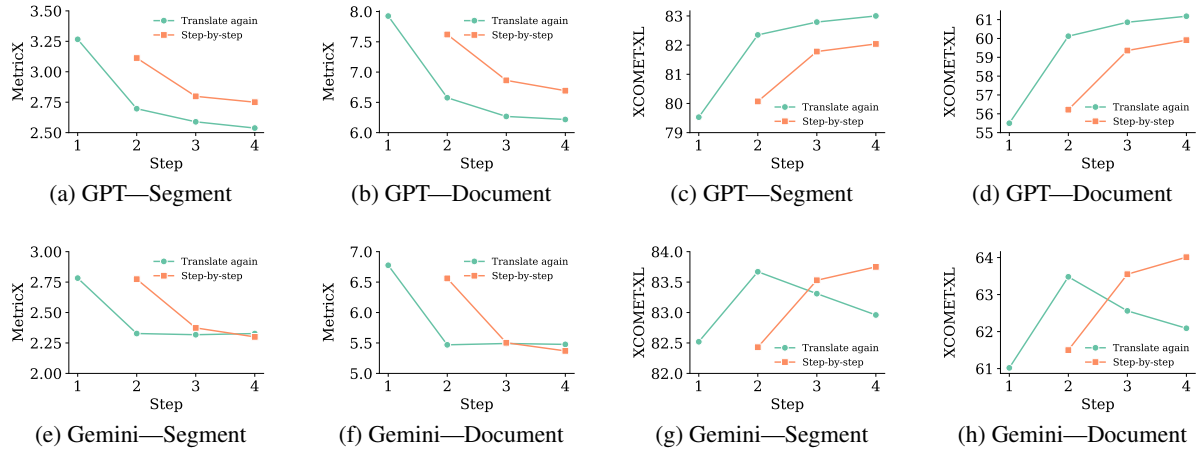 3.50
3.25
3.00
2.75
2.50
MetricX
Translate again
Step-by-step
1 2 3 4
Step
(a) GPT—Segment
8.0
7.5
7.0
6.5
6.0
MetricX
Translate again
Step-by-step
1 2 3 4
Step
(b) GPT—Document
83
82
81
80
79
XCOMET-XL
Translate again
Step-by-step
1 2 3 4
Step
(c) GPT—Segment
61
60
59
58
57
56
55
XCOMET-XL
Translate again
Step-by-step
1 2 3 4
Step
(d) GPT—Document
3.00
2.75
2.50
2.25
2.00
MetricX
Translate again
Step-by-step
1 2 3 4
Step
(e) Gemini—Segment
7.0
6.5
6.0
5.5
5.0
MetricX
Translate again
Step-by-step
1 2 3 4
Step
(f) Gemini—Document
84.0
83.5
83.0
82.5
82.0
XCOMET-XL
Translate again
Step-by-step
1 2 3 4
Step
(g) Gemini—Segment
64
63
62
61
XCOMET-XL
Translate again
Step-by-step
1 2 3 4
Step
(h) Gemini—Document